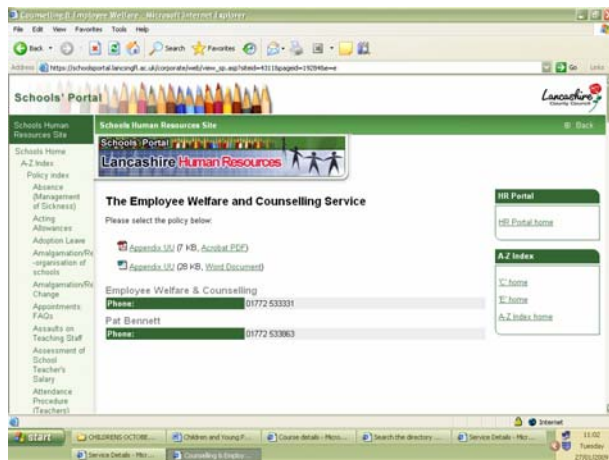 Counselling & Employee Welfare - Microsoft Internet Explorer
File Edit View Favorites Tools Help
Back Search Favorites
Address Go Links
Schools' Portal
Lancashire
County Council
Schools Human Resources Site
Schools Human Resources Site
Back
Schools' Portal
Lancashire Human Resources
Schools Home
A-Z Index
Policy index
Absence
(Management
of Sickness)
Acting
Allowances
Adoption Leave
Amalgamation/Re
-organisation of
schools
Amalgamation/Re
Change
Appointments:
FAQs
Assaults on
Teaching Staff
Assessment of
School
Teacher's
Salary
Attendance
Procedure
(Teachers)
The Employee Welfare and Counselling Service
Please select the policy below:
Appendix UU (7 KB, Acrobat PDF)
Appendix UU (28 KB, Word Document)
Employee Welfare & Counselling
Phone: 01772 533331
Pat Bennett
Phone: 01772 533863
HR Portal
HR Portal home
A-Z Index
'C' home
'E' home
A-Z Index home
Internet
start
CHILDRENS OCTOBE...
Children and Young P...
Course details - Micro...
Search the directory ...
Service Details - Micr...
11:02
Service Details - Micr...
Counselling & Employ...
Tuesday
27/01/2009